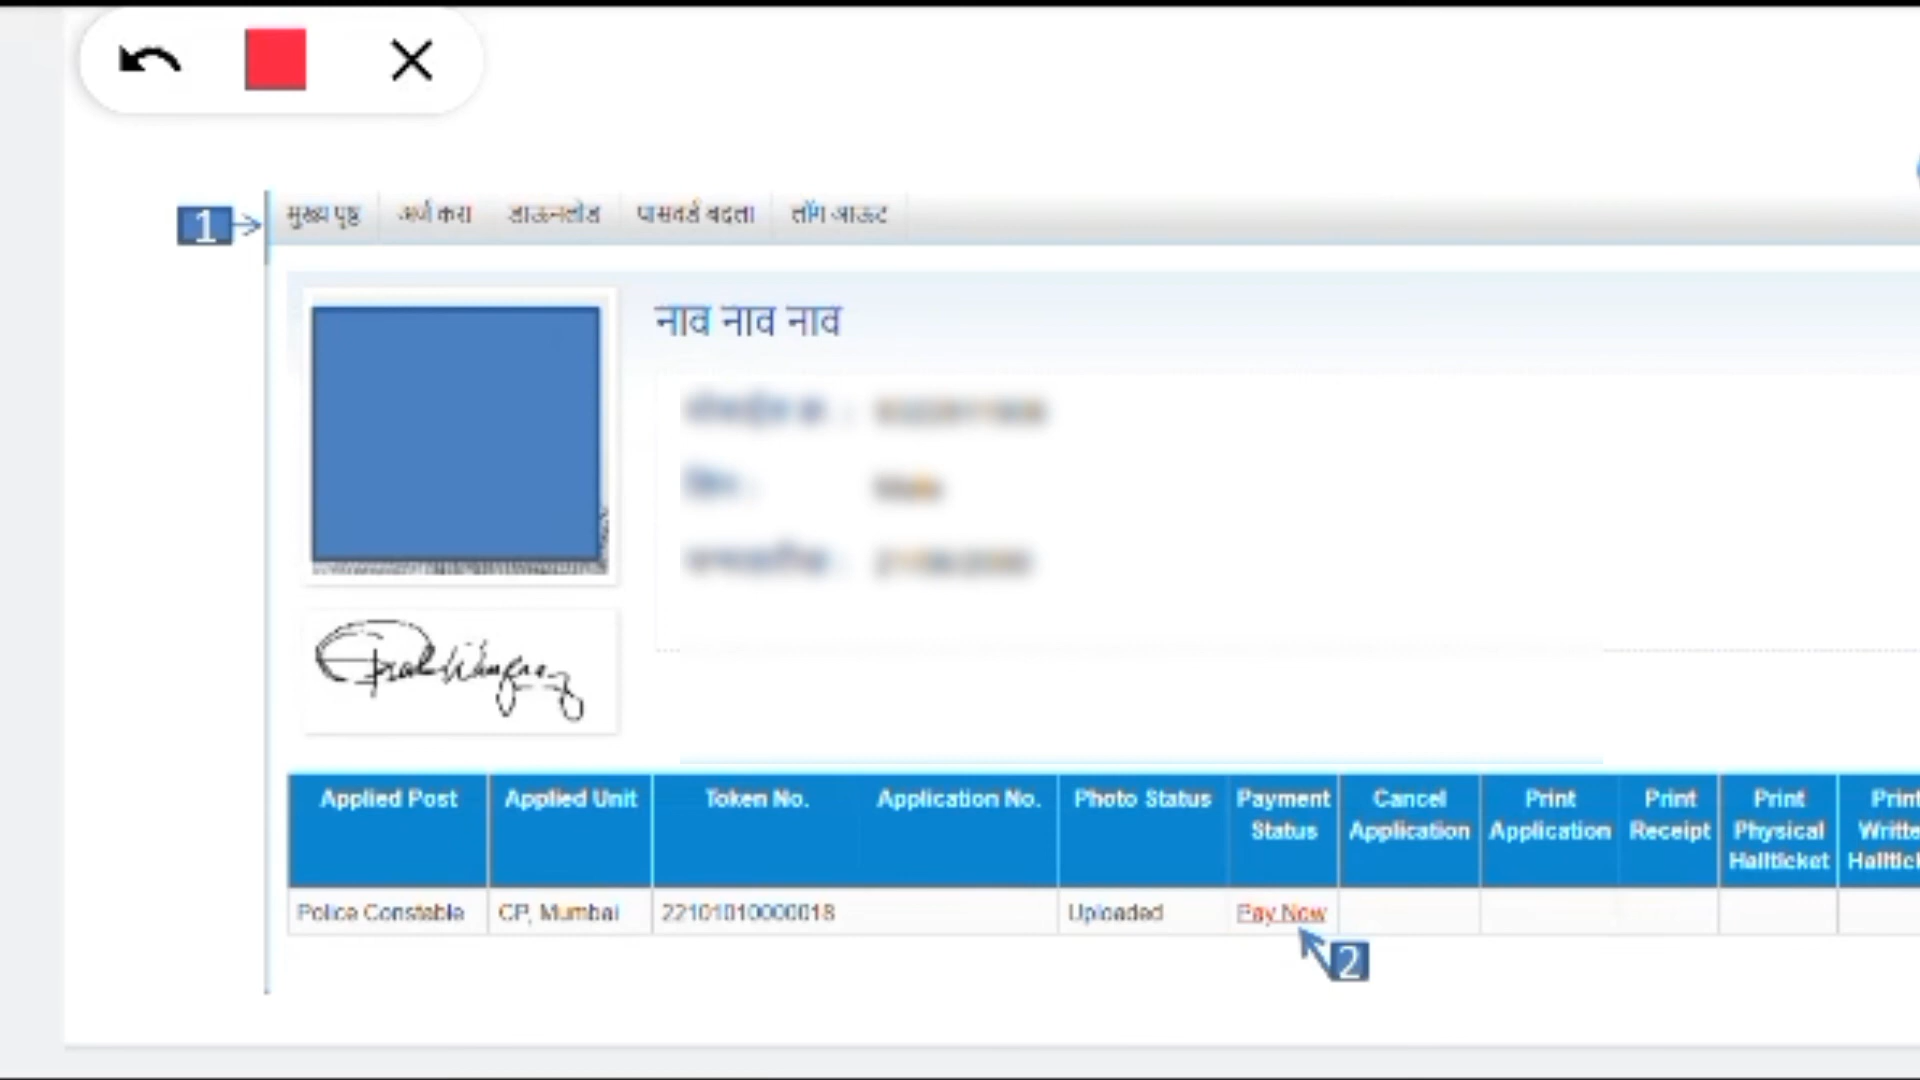 1
मुख्य पृष्ठ अर्ज करा डाऊनलोड पासवर्ड बदला लॉग आऊट
नाव नाव नाव
Applied Post Applied Unit Token No. Application No. Photo Status Payment Status Cancel Application Print Application Print Receipt Print Physical Hallticket Print
Police Constable CP, Mumbai 22101010000018 Uploaded Pay Now
2